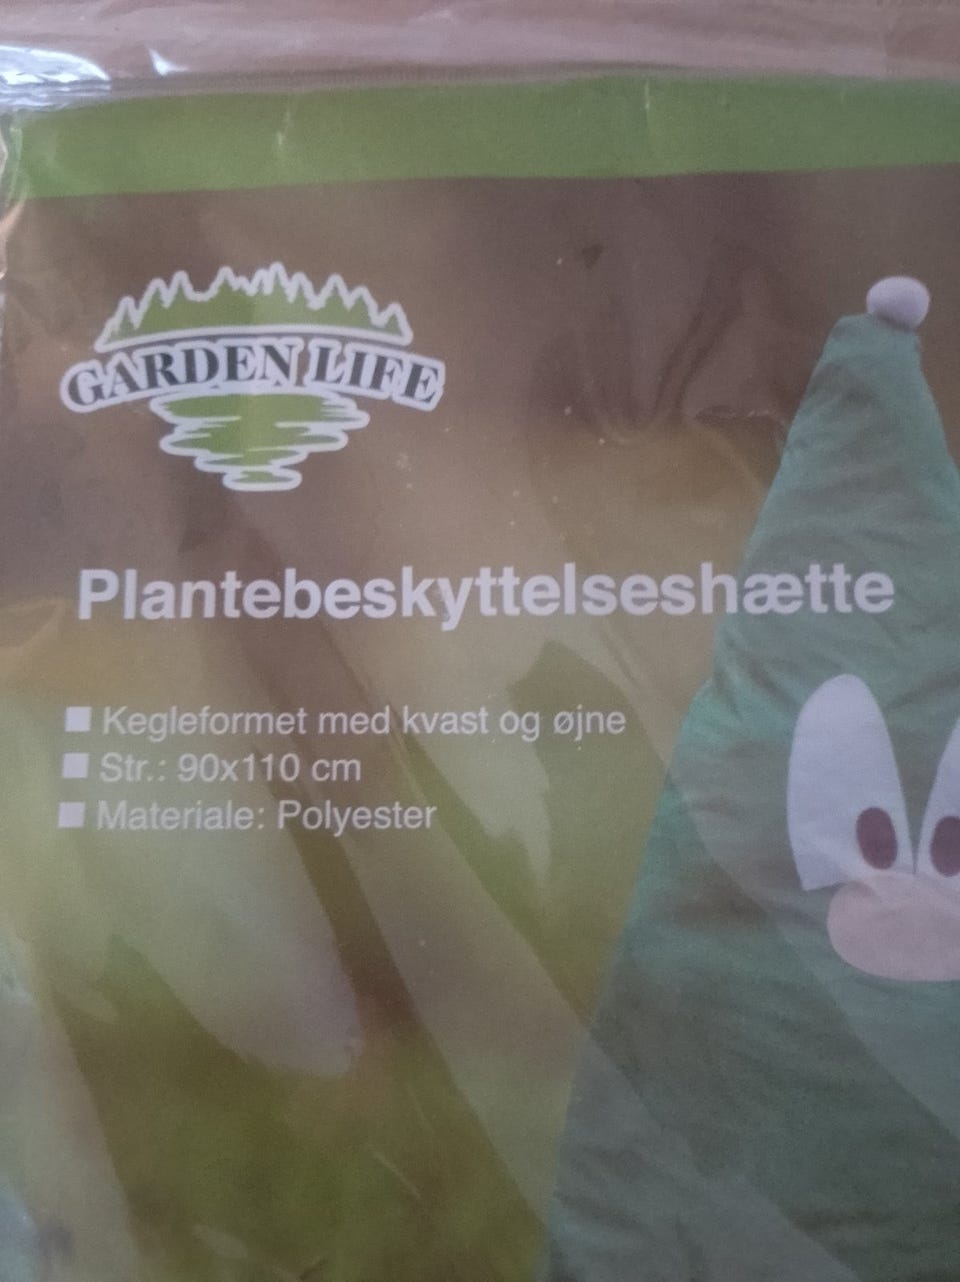 GARDEN LIFE
Plantebeskyttelseshætte
Kegleformet med kvast og øjne
Str.: 90x110 cm
Materiale: Polyester